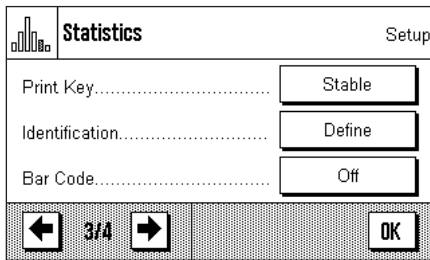 Statistics Setup
Print Key.............................. Stable
Identification......................... Define
Bar Code............................... Off
3/4 OK